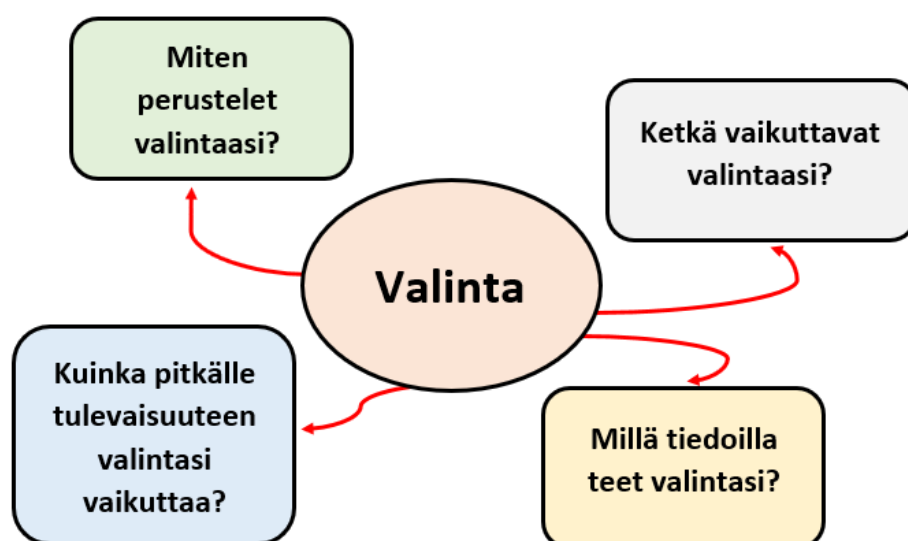 Miten
perustelet
valintaasi?
Ketkä vaikuttavat
valintaasi?
Valinta
Kuinka pitkälle
tulevaisuuteen
valintasi
vaikuttaa?
Millä tiedoilla
teet valintasi?